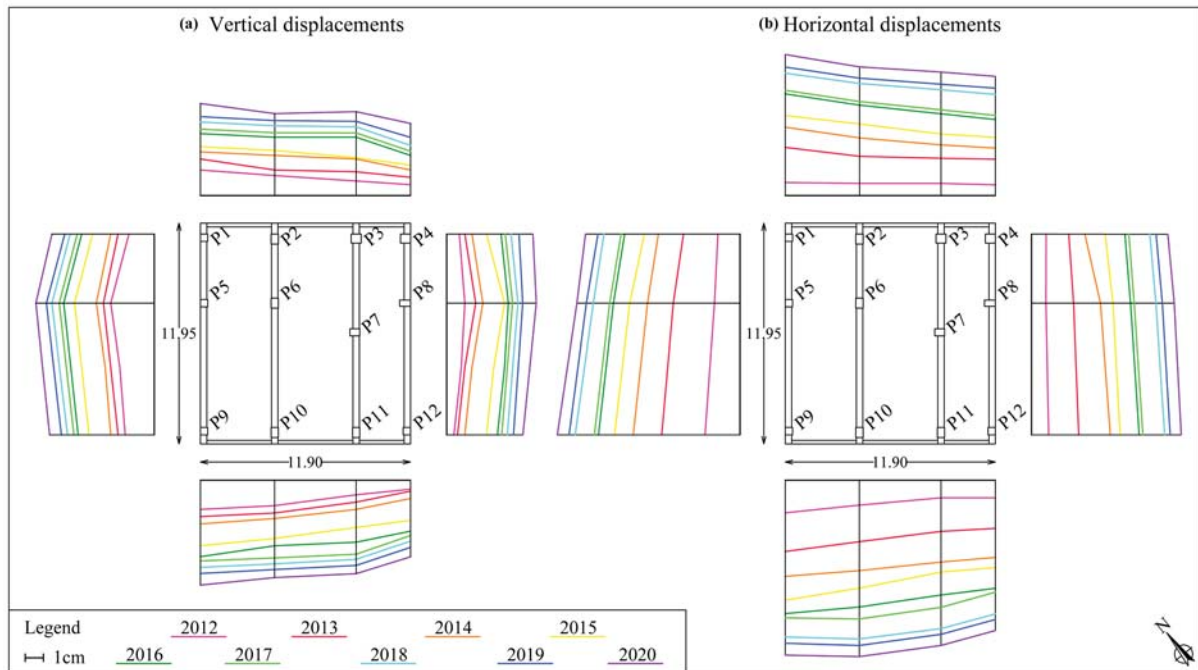 (a) Vertical displacements
(b) Horizontal displacements
P1 P2 P3 P4
P5 P6 P7 P8
P9 P10 P11 P12
11.95
11.90
P1 P2 P3 P4
P5 P6 P7 P8
P9 P10 P11 P12
11.95
11.90
Legend 2012 2013 2014 2015
1cm 2016 2017 2018 2019 2020
N